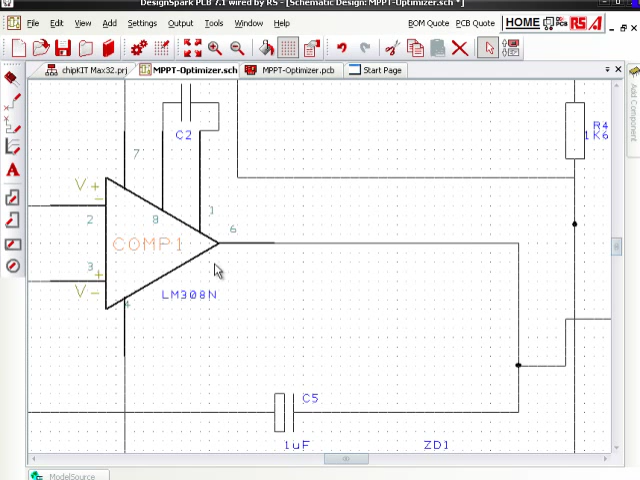 DesignSpark PCB 7.1 wired by RS - [Schematic Design: MPPT-Optimizer.sch *]
File Edit View Add Setup Settings Output Tools Window Help BOM Quote PCB Quote HOME RS A
chipKIT Max32.prj MPPT-Optimizer.sch MPPT-Optimizer.pcb Start Page
Add Component
A
C2
R4
1K6
7
V +
-
8
1
2
6
COMP1
3
+
V -
LM308N
4
C5
1uF
ZD1
ModelSource